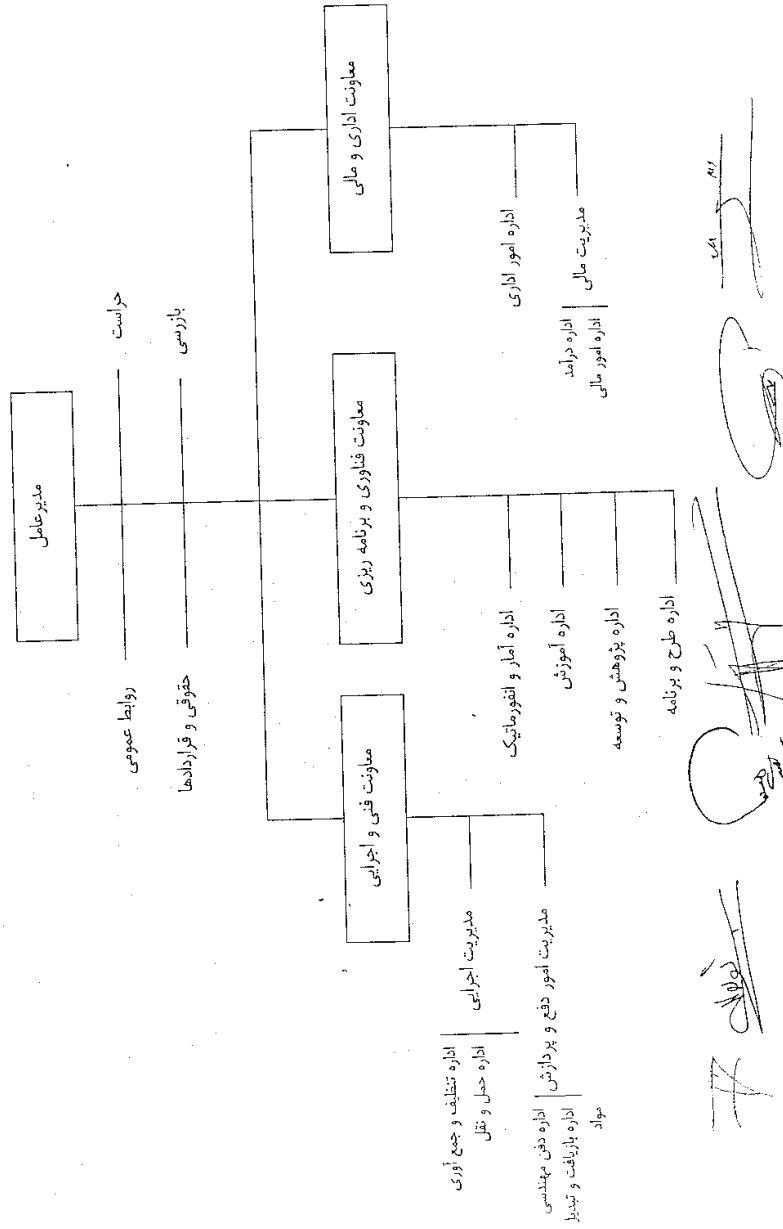 مدیرعامل
حراست
روابط عمومی
بازرسی
حقوقی و قراردادها
معاونت اداری و مالی
معاونت فناوری و برنامه ریزی
معاونت فنی و اجرایی
اداره امور اداری
مدیریت مالی
اداره درآمد
اداره امور مالی
اداره آمار و انفورماتیک
اداره آموزش
اداره پژوهش و توسعه
اداره طرح و برنامه
مدیریت اجرایی
اداره تنظیف و جمع آوری
اداره حمل و نقل
مدیریت امور دفع و پردازش
اداره دفن مهندسی
اداره بازیافت و تبدیل
مواد